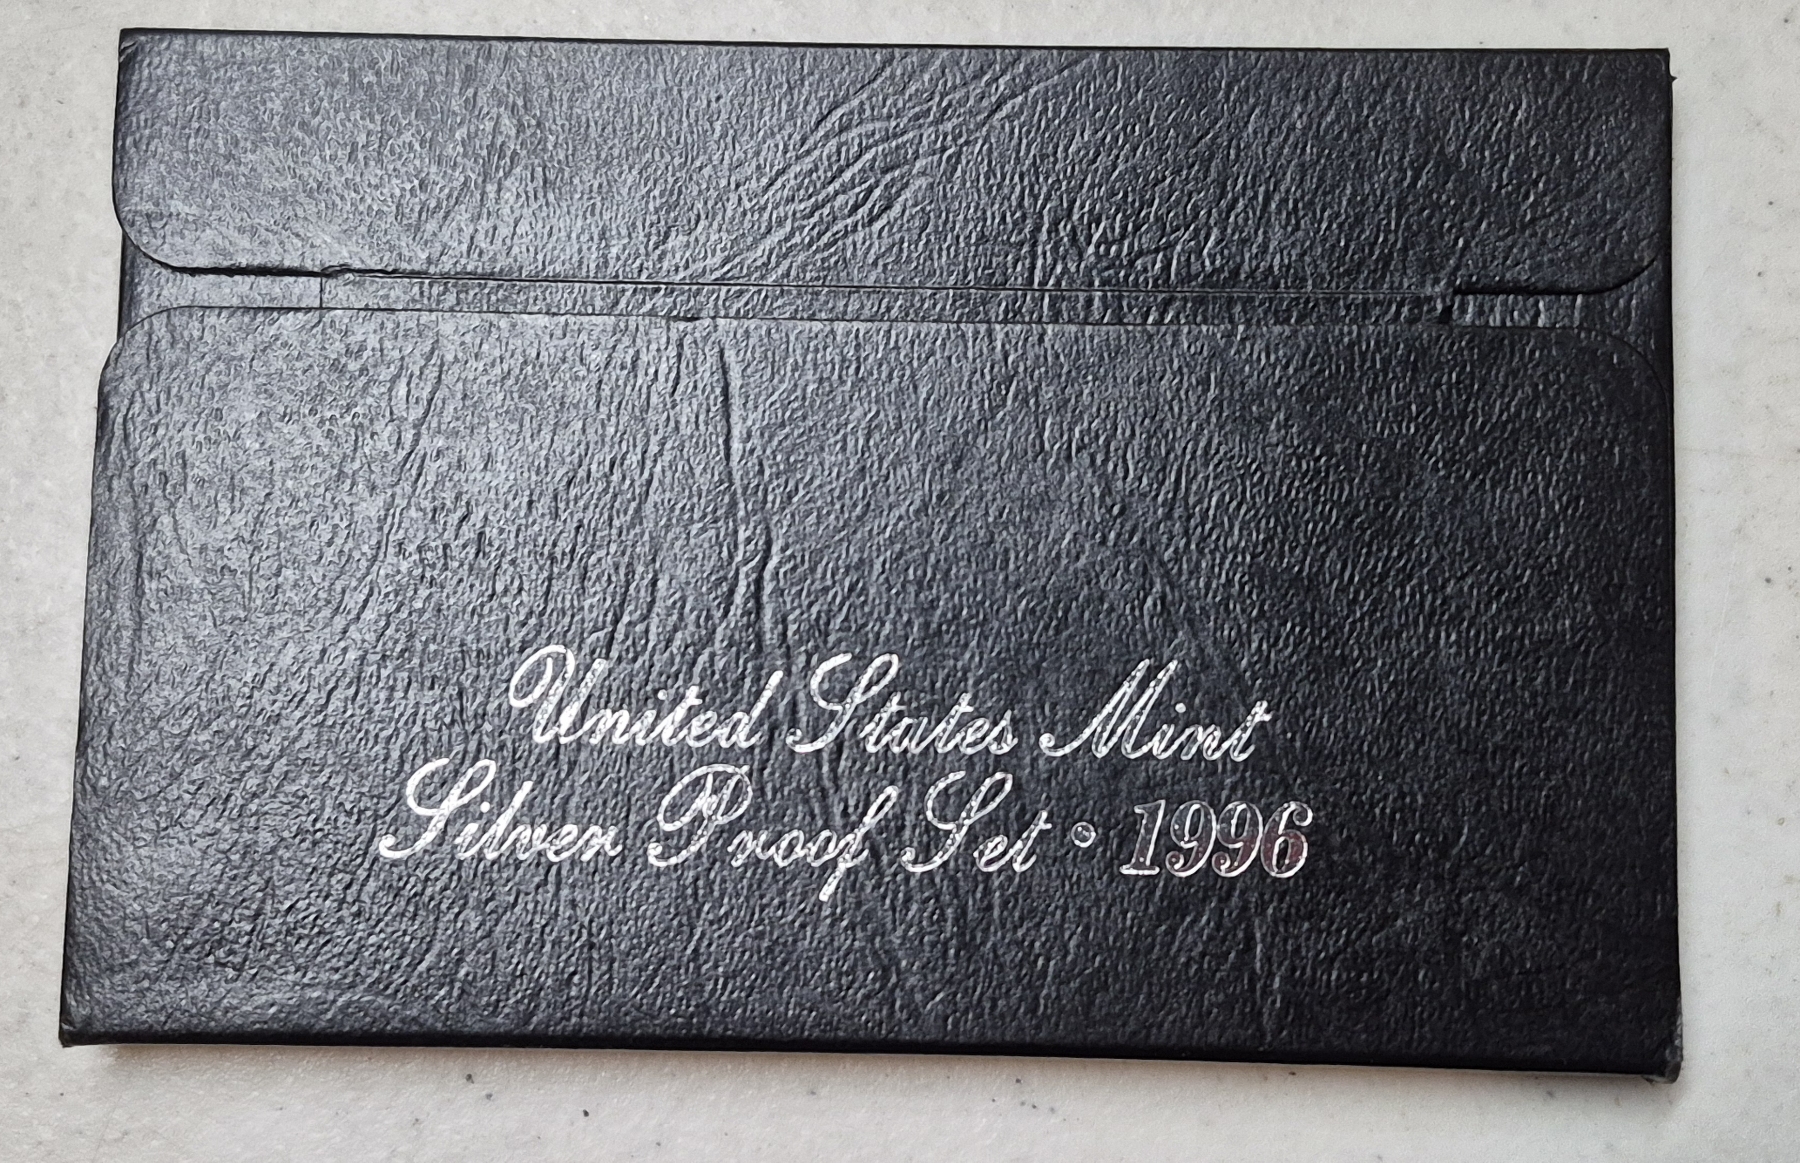 United States Mint
Silver Proof Set • 1996